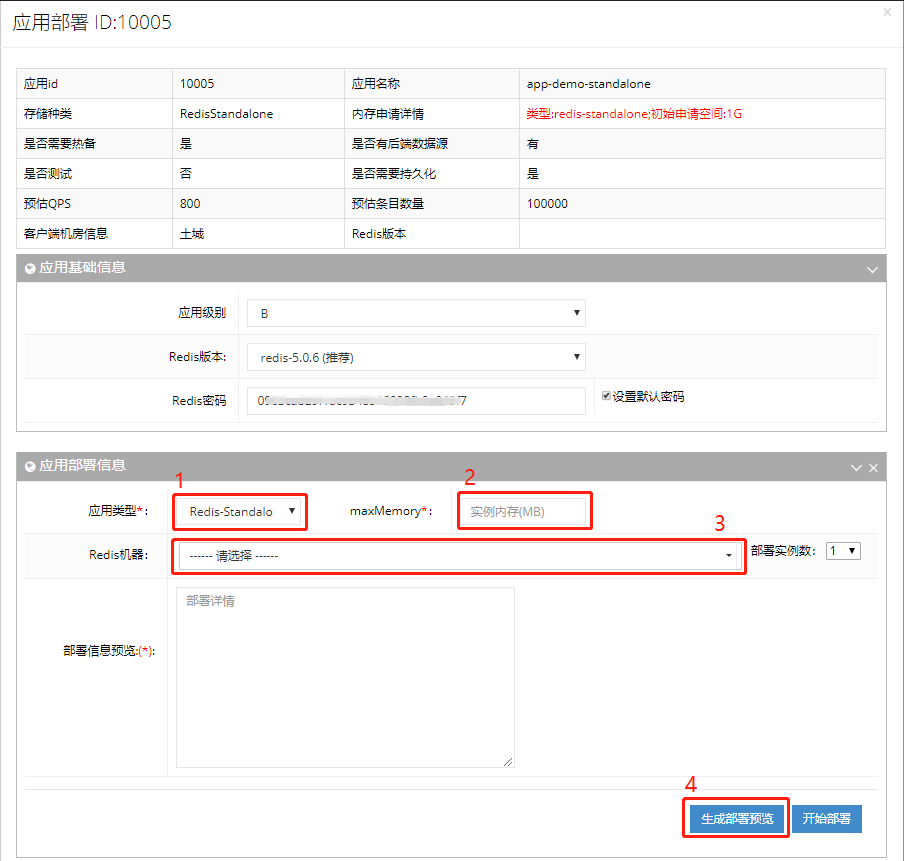 应用部署 ID:10005
应用id 10005 应用名称 app-demo-standalone
存储种类 RedisStandalone 内存申请详情 类型:redis-standalone;初始申请空间:1G
是否需要热备 是 是否有后端数据源 有
是否测试 否 是否需要持久化 是
预估QPS 800 预估条目数量 100000
客户端机房信息 土城 Redis版本
应用基础信息
应用级别 B
Redis版本: redis-5.0.6 (推荐)
Redis密码 设置默认密码
应用部署信息
1 2
应用类型*: Redis-Standalo maxMemory*: 实例内存(MB)
3
Redis机器: ------ 请选择 ------ 部署实例数: 1
部署详情
部署信息预览:(*):
4
生成部署预览 开始部署